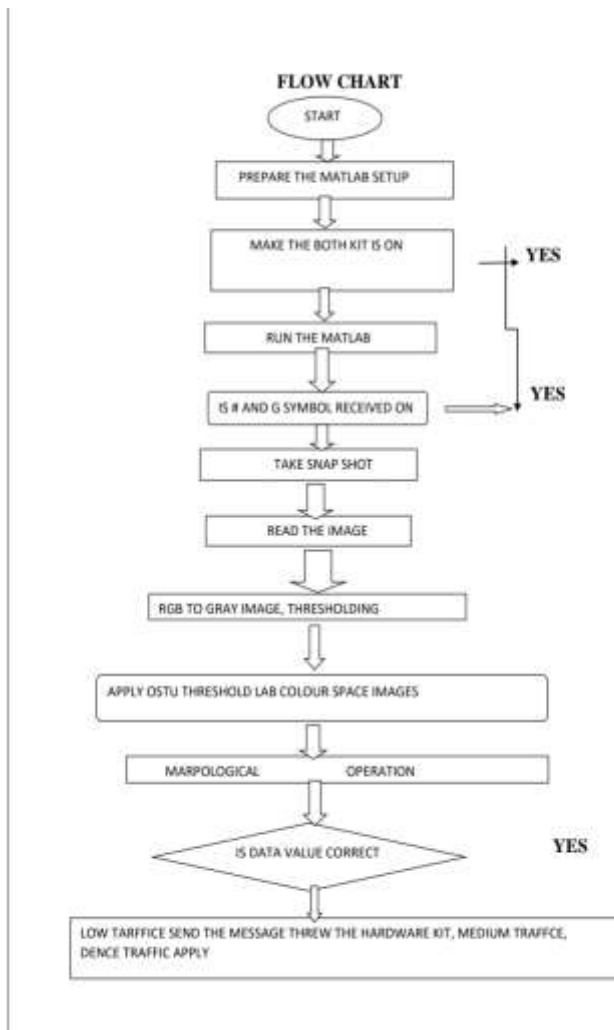 FLOW CHART
START
PREPARE THE MATLAB SETUP
MAKE THE BOTH KIT IS ON
YES
RUN THE MATLAB
YES
IS # AND G SYMBOL RECEIVED ON
TAKE SNAP SHOT
READ THE IMAGE
RGB TO GRAY IMAGE, THRESHOLDING
APPLY OSTU THRESHOLD LAB COLOUR SPACE IMAGES
MARPOLOGICAL OPERATION
IS DATA VALUE CORRECT
YES
LOW TARFFICE SEND THE MESSAGE THREW THE HARDWARE KIT, MEDIUM TRAFFCE,
DENCE TRAFFIC APPLY